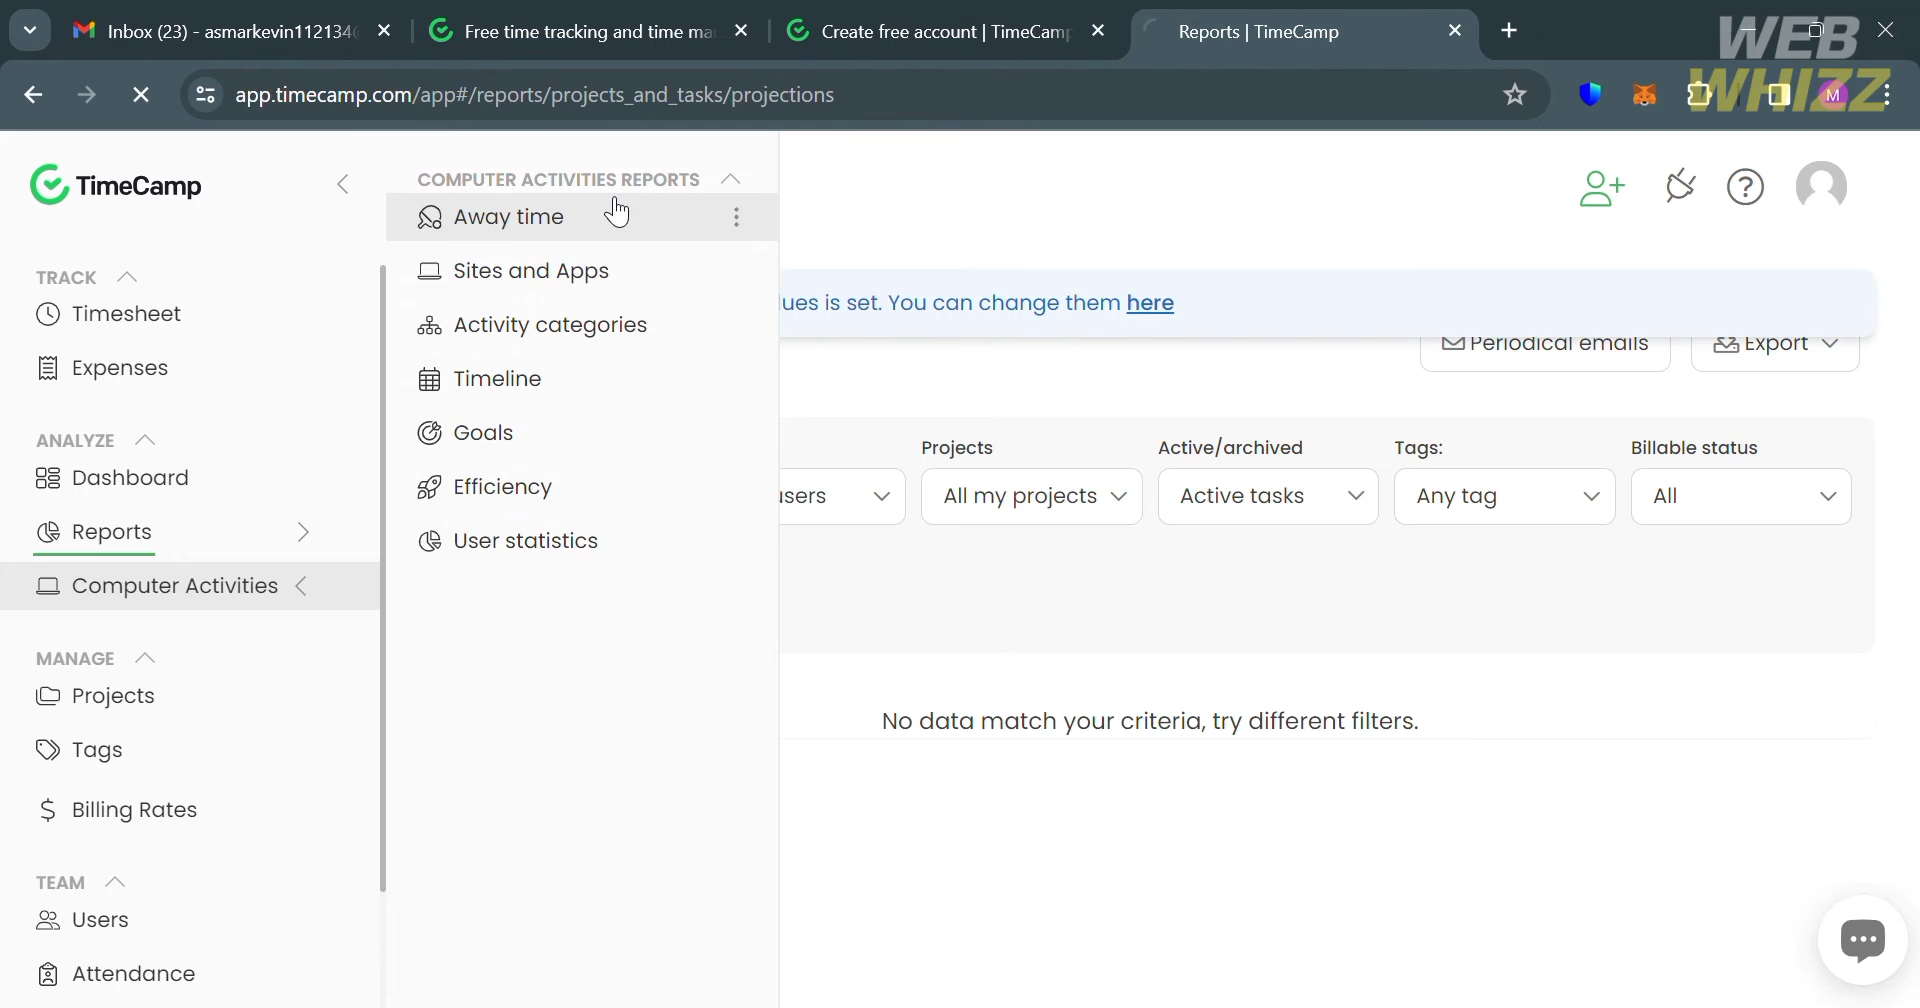 Inbox (23) - asmarkevin112134@
Free time tracking and time ma
Create free account | TimeCamp
Reports | TimeCamp
app.timecamp.com/app#/reports/projects_and_tasks/projections
M
WEB
WHIZZ
TimeCamp
TRACK
Timesheet
Expenses
ANALYZE
Dashboard
Reports
Computer Activities
MANAGE
Projects
Tags
Billing Rates
TEAM
Users
Attendance
COMPUTER ACTIVITIES REPORTS
Away time
Sites and Apps
Activity categories
Timeline
Goals
Efficiency
User statistics
lues is set. You can change them here
Periodical emails
Export
Projects
Active/archived
Tags:
Billable status
users
All my projects
Active tasks
Any tag
All
No data match your criteria, try different filters.